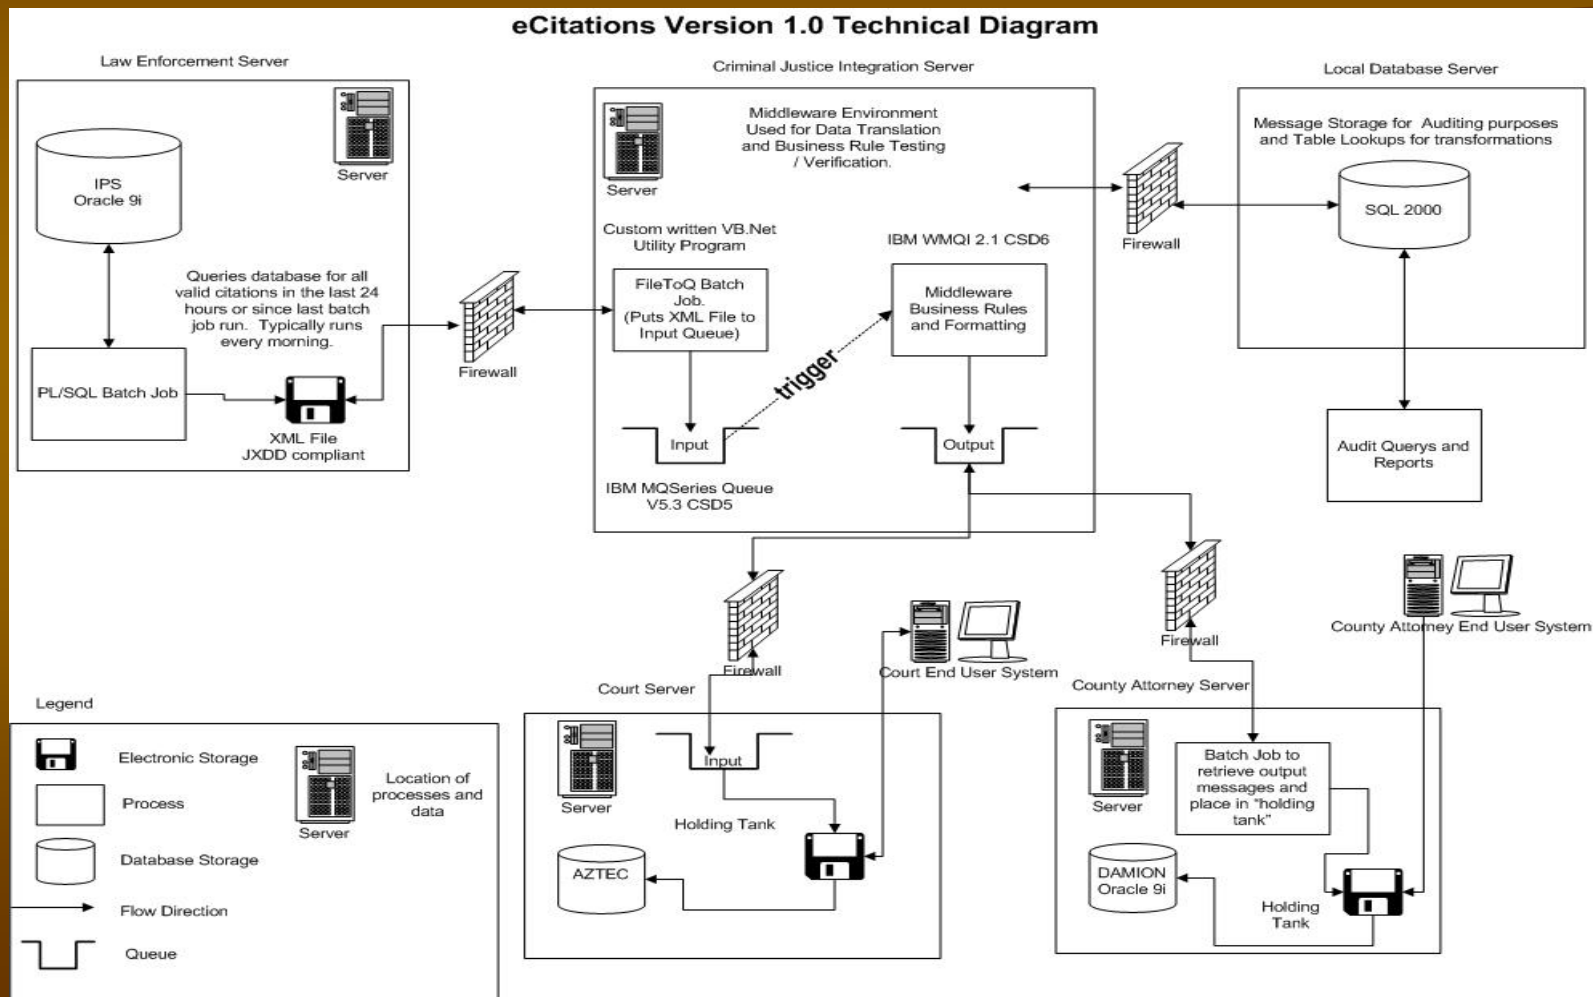 eCitations Version 1.0 Technical Diagram
Law Enforcement Server
Server
IPS
Oracle 9i
Queries database for all
valid citations in the last 24
hours or since last batch
job run. Typically runs
every morning.
PL/SQL Batch Job
XML File
JXDD compliant
Firewall
Criminal Justice Integration Server
Server
Middleware Environment
Used for Data Translation
and Business Rule Testing
/ Verification.
Custom written VB.Net
Utility Program
FileToQ Batch
Job.
(Puts XML File to
Input Queue)
IBM WMQI 2.1 CSD6
Middleware
Business Rules
and Formatting
trigger
Input
Output
IBM MQSeries Queue
V5.3 CSD5
Firewall
Local Database Server
Message Storage for Auditing purposes
and Table Lookups for transformations
SQL 2000
Audit Querys and
Reports
Firewall
Court End User System
Firewall
County Attorney End User System
Court Server
Server
Input
Holding Tank
AZTEC
County Attorney Server
Server
Batch Job to
retrieve output
messages and
place in “holding
tank”
DAMION
Oracle 9i
Holding
Tank
Legend
Electronic Storage
Process
Database Storage
Flow Direction
Queue
Server
Location of
processes and
data